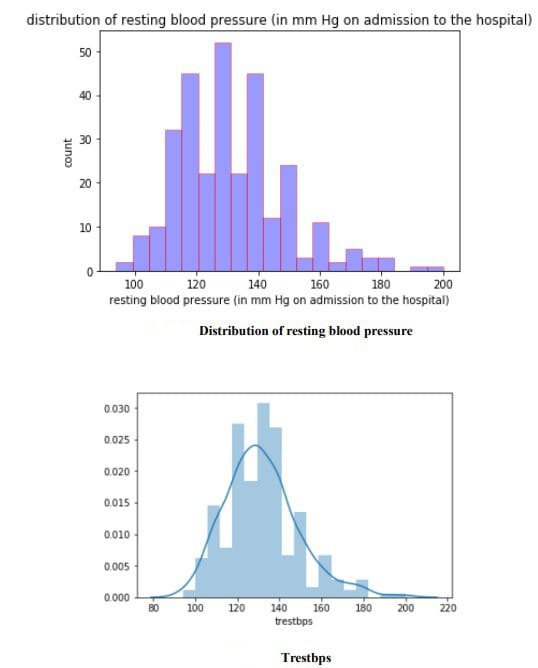 distribution of resting blood pressure (in mm Hg on admission to the hospital)
50
40
30
20
10
0
count
100 120 140 160 180 200
resting blood pressure (in mm Hg on admission to the hospital)
Distribution of resting blood pressure
0.030
0.025
0.020
0.015
0.010
0.005
0.000
80 100 120 140 160 180 200 220
trestbps
Trestbps